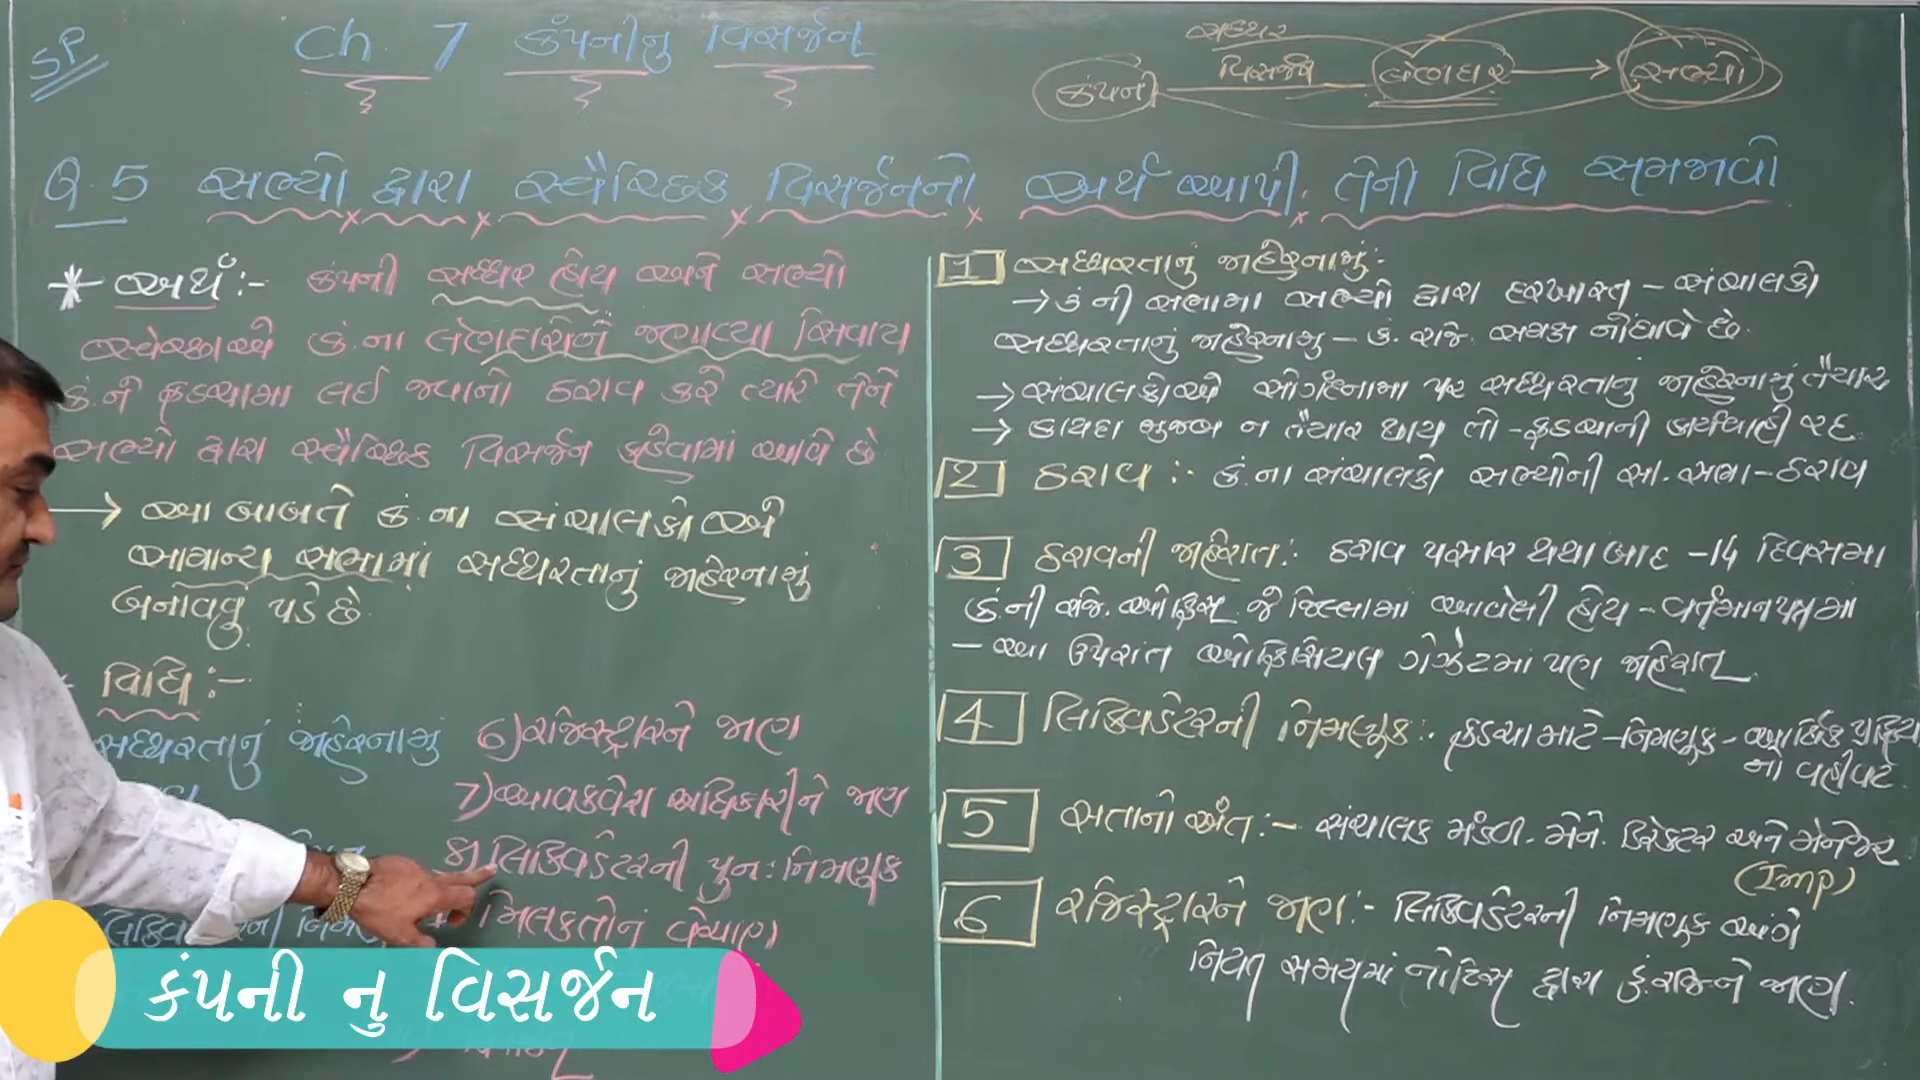 SP
Ch. 7 કંપનીનુ વિસર્જન
સધ્ધર
કંપની વિસર્જન લેણદાર સભ્યો
Q.5 સભ્યો દ્વારા સ્વૈચ્છિક વિસર્જનનો અર્થ આપી, તેની વિધિ સમજાવો
* અર્થ :- કંપની સધ્ધર હોય અને સભ્યો
સ્વેચ્છાએ કં.ના લેણદારોને જણાવ્યા સિવાય
કં.ને ફડચામા લઈ જવાનો ઠરાવ કરે ત્યારે તેને
સભ્યો દ્વારા સ્વૈચ્છિક વિસર્જન કહેવામાં આવે છે
→ આ બાબતે કં.ના સંચાલકોએ
સામાન્ય સભામાં સધ્ધરતાનું જાહેરનામું
બનાવવું પડે છે.
વિધિ :-
સધ્ધરતાનું જાહેરનામું
6) રજિસ્ટ્રારને જાણ
7) આવકવેરા અધિકારીને જાણ
8) લિક્વિડેટરની પુનઃનિમણૂક
મિલકતોનું વેચાણ
1 સધ્ધરતાનું જાહેરનામું :-
→ કં.ની સભામા સભ્યો દ્વારા દરખાસ્ત - સંચાલકો
સધ્ધરતાનું જાહેરનામુ - કં. રજિ. સમક્ષ નોંધાવે છે.
→ સંચાલકોએ સોગંદનામા પર સધ્ધરતાનુ જાહેરનામું તૈયાર
→ કાયદા મુજબ ન તૈયાર થાય તો - ફડચાની કાર્યવાહી રદ.
2 ઠરાવ :- કં.ના સંચાલકો સભ્યોની સા. સભા - ઠરાવ
3 ઠરાવની જાહેરાત :- ઠરાવ પસાર થયા બાદ - 14 દિવસમા
કં.ની રજિ. ઓફિસ જે જિલ્લામાં આવેલી હોય - વર્તમાનપત્રમા
- આ ઉપરાંત ઓફિશિયલ ગેઝેટમાં પણ જાહેરાત.
4 લિક્વિડેટરની નિમણૂક :- ફડચા માટે - નિમણૂક - આર્થિક પ્રક્રિયા
નો વહીવટ.
5 સતાનો અંત :- સંચાલક મંડળ. મેને. ડિરેક્ટર અને મેનેજર
(Imp)
6 રજિસ્ટ્રારને જાણ :- લિક્વિડેટરની નિમણૂક અંગે
નિયત સમયમાં નોટિસ દ્વારા કં.રજિ.ને જાણ.
કંપની નુ વિસર્જન